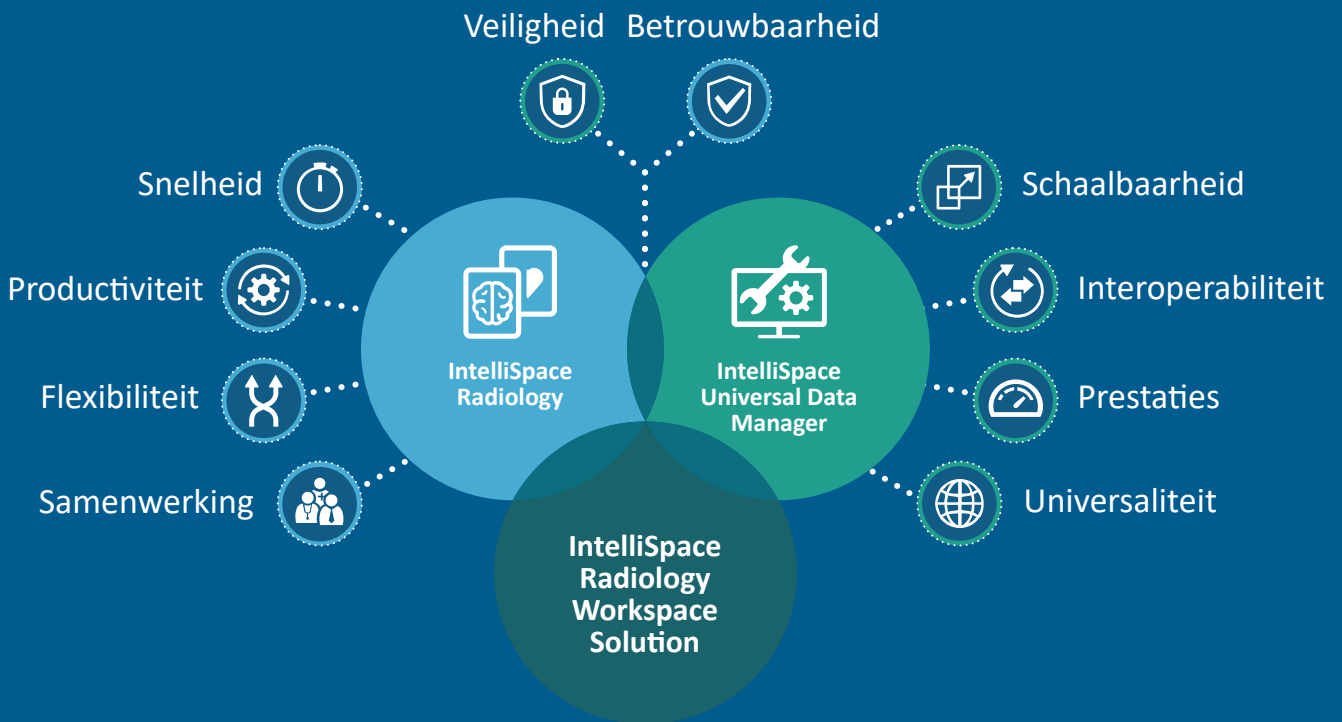 Veiligheid Betrouwbaarheid
Snelheid
Productiviteit
Flexibiliteit
Samenwerking
IntelliSpace
Radiology
IntelliSpace
Universal Data
Manager
Schaalbaarheid
Interoperabiliteit
Prestaties
Universaliteit
IntelliSpace
Radiology
Workspace
Solution